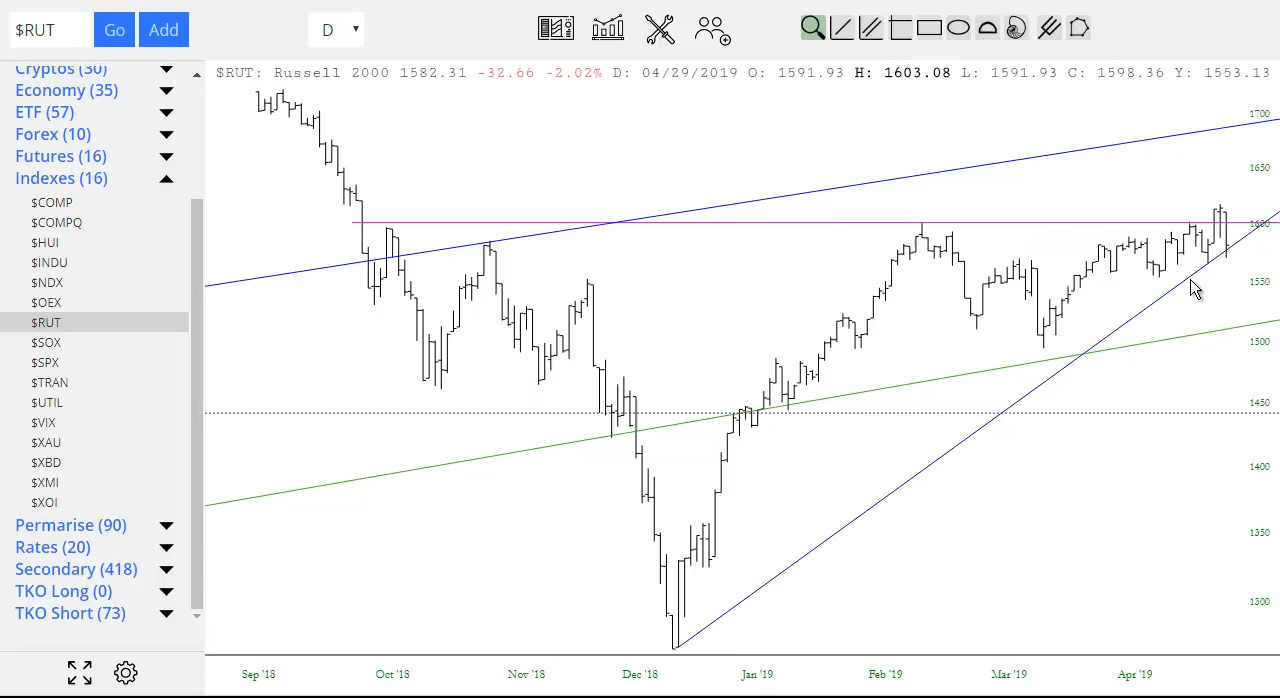 $RUT Go Add D
$RUT: Russell 2000 1582.31 -32.66 -2.02% D: 04/29/2019 O: 1591.93 H: 1603.08 L: 1591.93 C: 1598.36 Y: 1553.13
Cryptos (30)
Economy (35)
ETF (57)
Forex (10)
Futures (16)
Indexes (16)
$COMP
$COMPQ
$HUI
$INDU
$NDX
$OEX
$RUT
$SOX
$SPX
$TRAN
$UTIL
$VIX
$XAU
$XBD
$XMI
$XOI
Permarise (90)
Rates (20)
Secondary (418)
TKO Long (0)
TKO Short (73)
1700
1650
1600
1550
1500
1450
1400
1350
1300
Sep '18 Oct '18 Nov '18 Dec '18 Jan '19 Feb '19 Mar '19 Apr '19